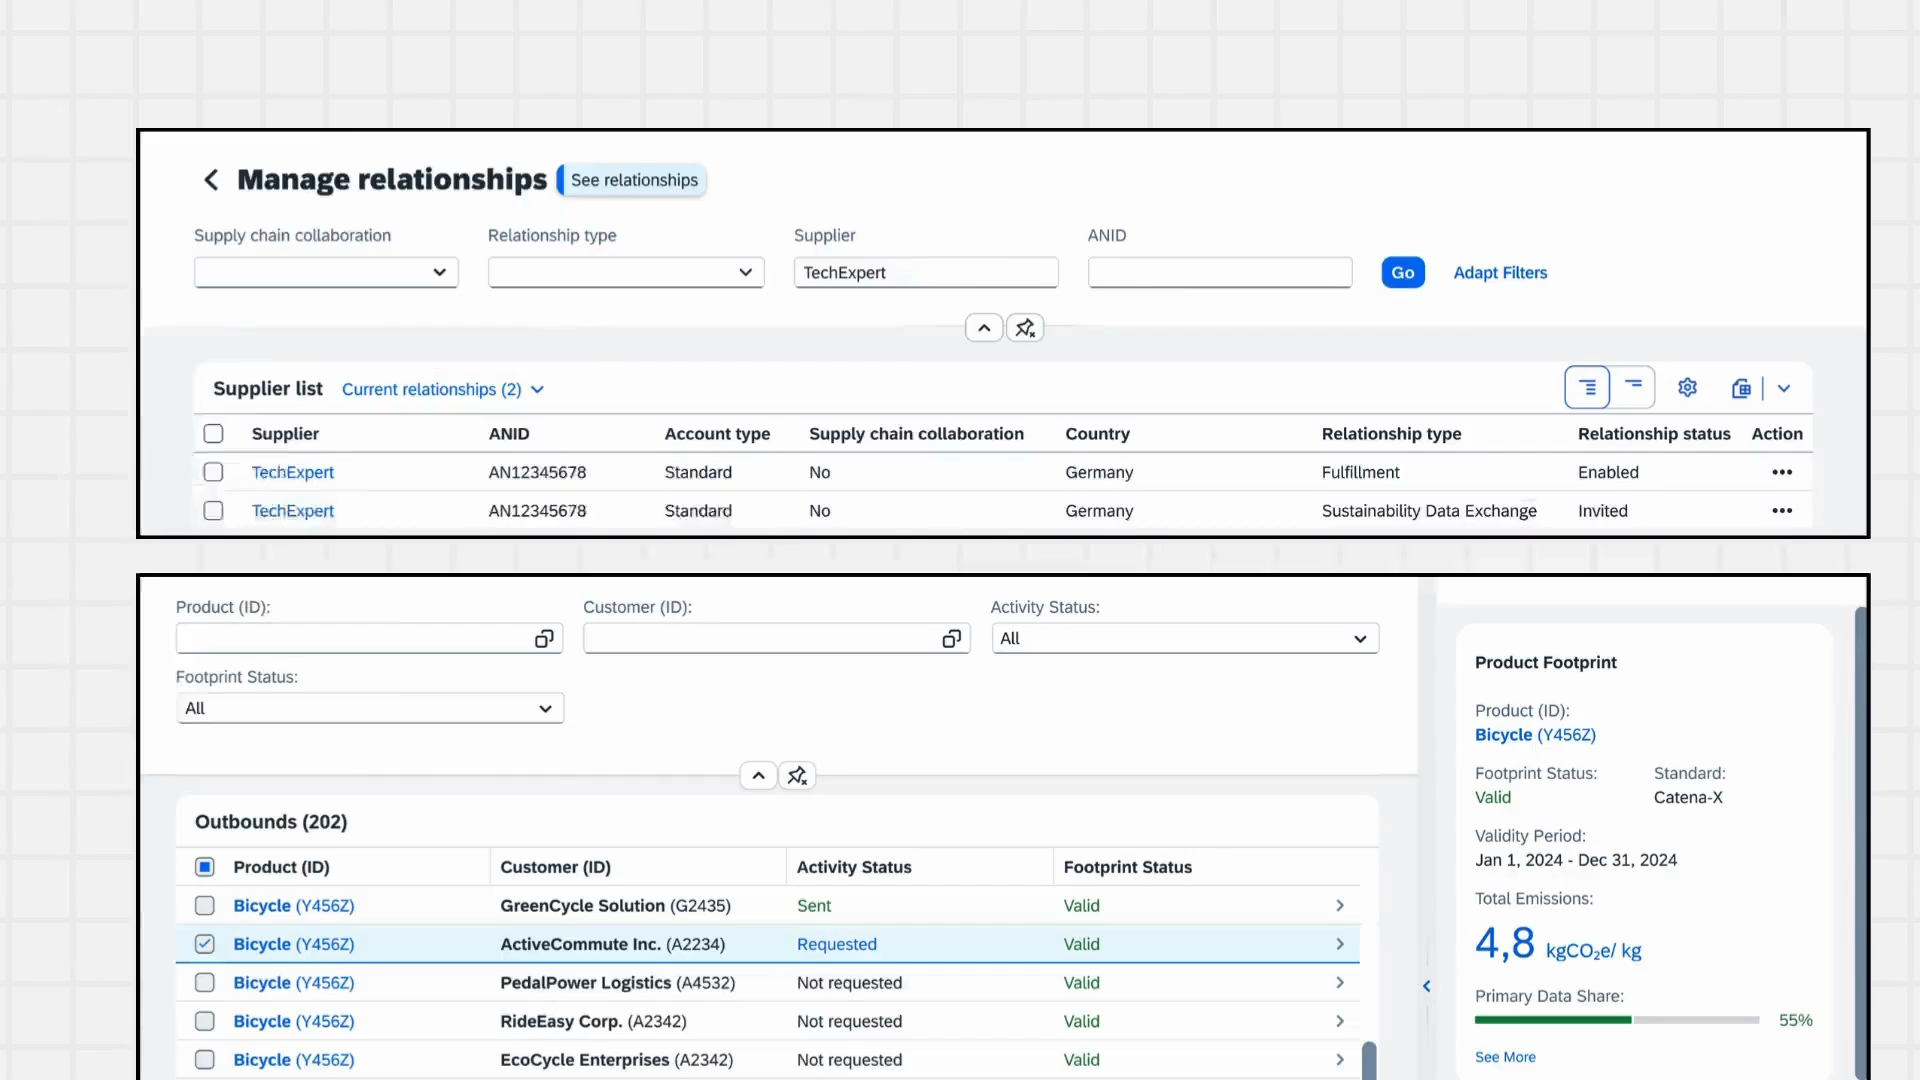 Manage relationships See relationships
Supply chain collaboration Relationship type Supplier ANID
TechExpert Go Adapt Filters
Supplier list Current relationships (2)
Supplier ANID Account type Supply chain collaboration Country Relationship type Relationship status Action
TechExpert AN12345678 Standard No Germany Fulfillment Enabled
TechExpert AN12345678 Standard No Germany Sustainability Data Exchange Invited
Product (ID): Customer (ID): Activity Status:
All
Footprint Status:
All
Outbounds (202)
Product (ID) Customer (ID) Activity Status Footprint Status
Bicycle (Y456Z) GreenCycle Solution (G2435) Sent Valid
Bicycle (Y456Z) ActiveCommute Inc. (A2234) Requested Valid
Bicycle (Y456Z) PedalPower Logistics (A4532) Not requested Valid
Bicycle (Y456Z) RideEasy Corp. (A2342) Not requested Valid
Bicycle (Y456Z) EcoCycle Enterprises (A2342) Not requested Valid
Product Footprint
Product (ID):
Bicycle (Y456Z)
Footprint Status: Standard:
Valid Catena-X
Validity Period:
Jan 1, 2024 - Dec 31, 2024
Total Emissions:
4,8 kgCO₂e/ kg
Primary Data Share:
55%
See More